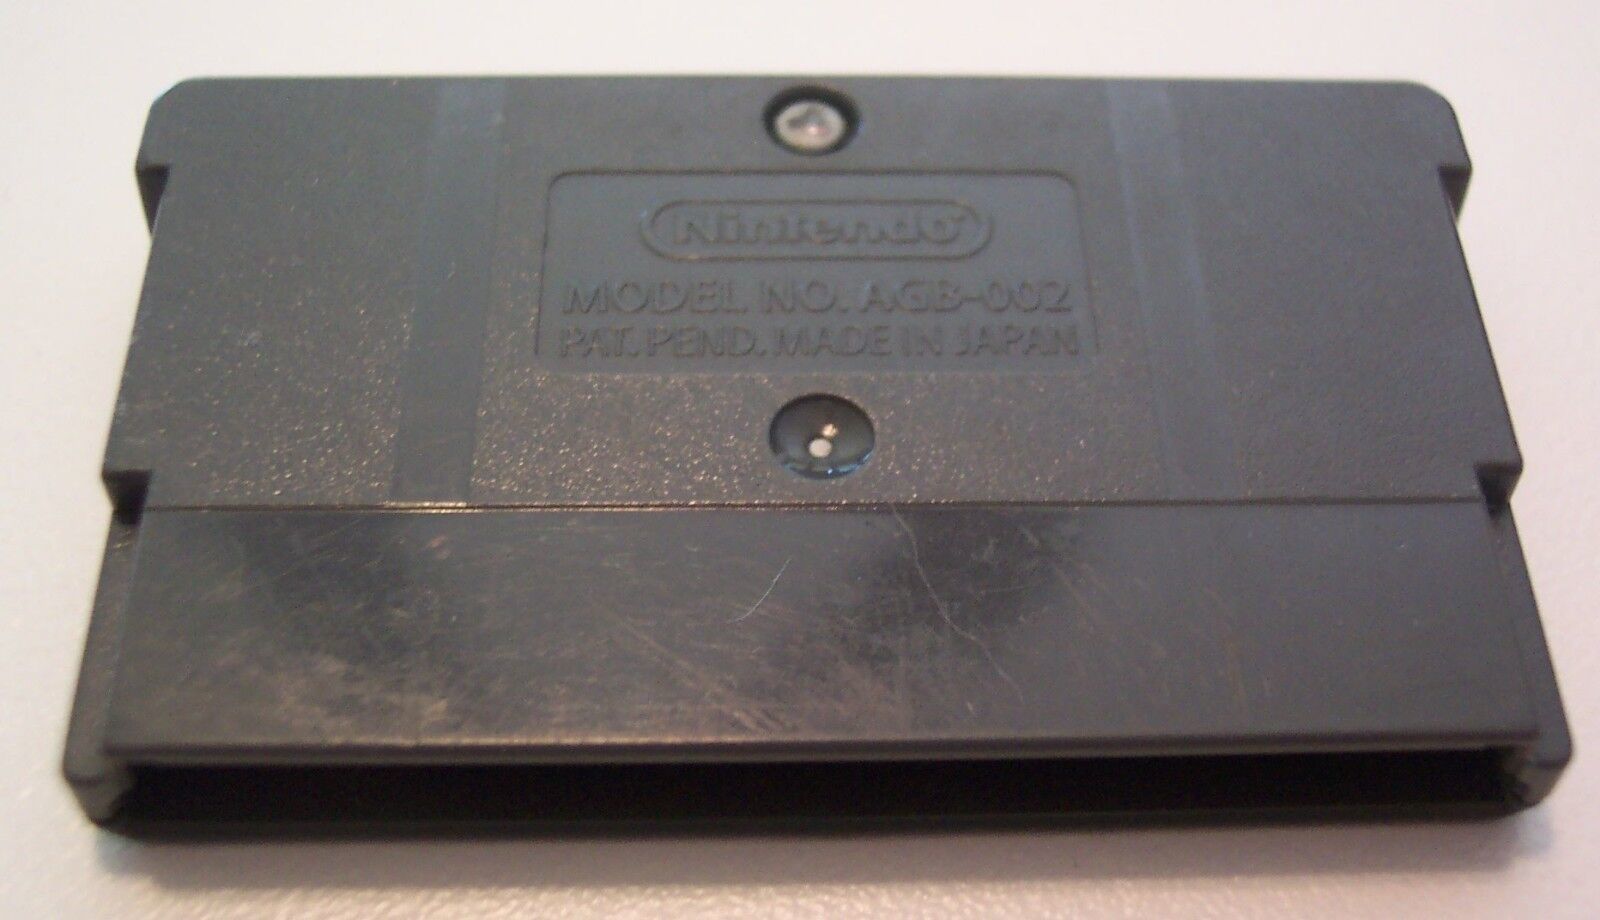 Nintendo
MODEL NO. AGB-002
PAT. PEND. MADE IN JAPAN